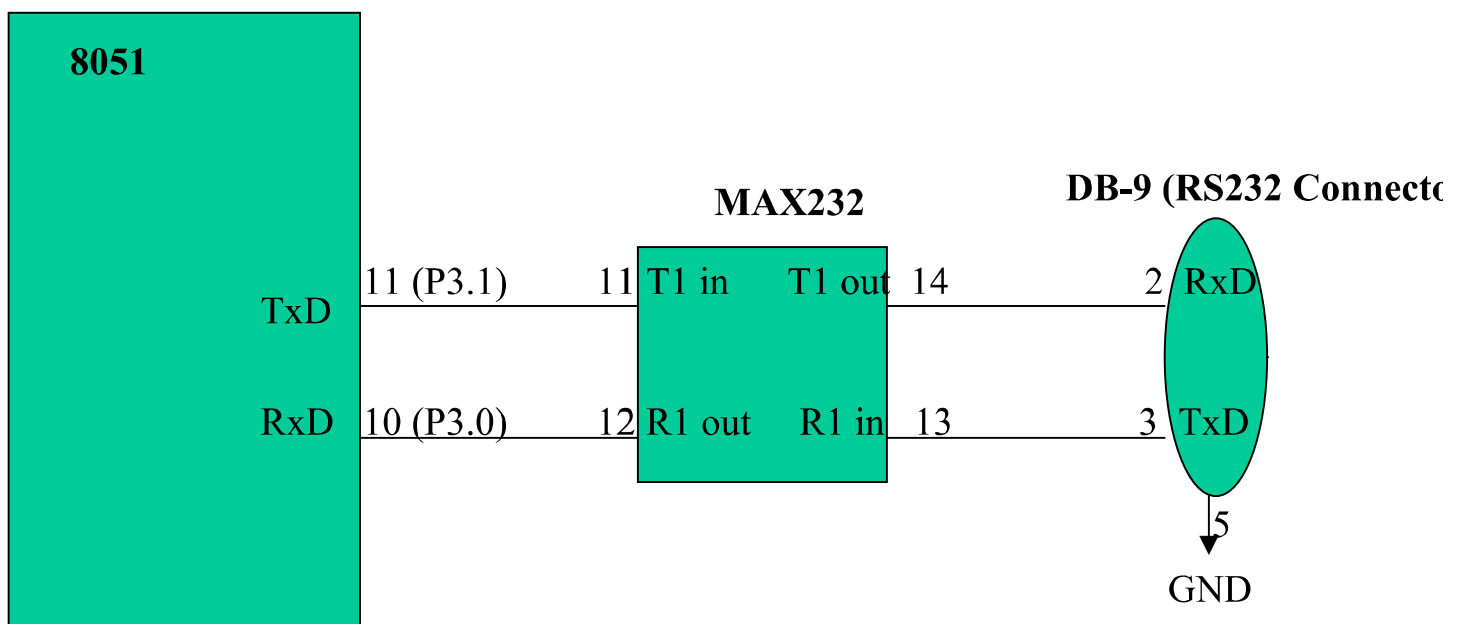 8051
MAX232
DB-9 (RS232 Connecto
11 (P3.1) 11 T1 in T1 out 14 2 RxD
TxD
RxD 10 (P3.0) 12 R1 out R1 in 13 3 TxD
5
GND